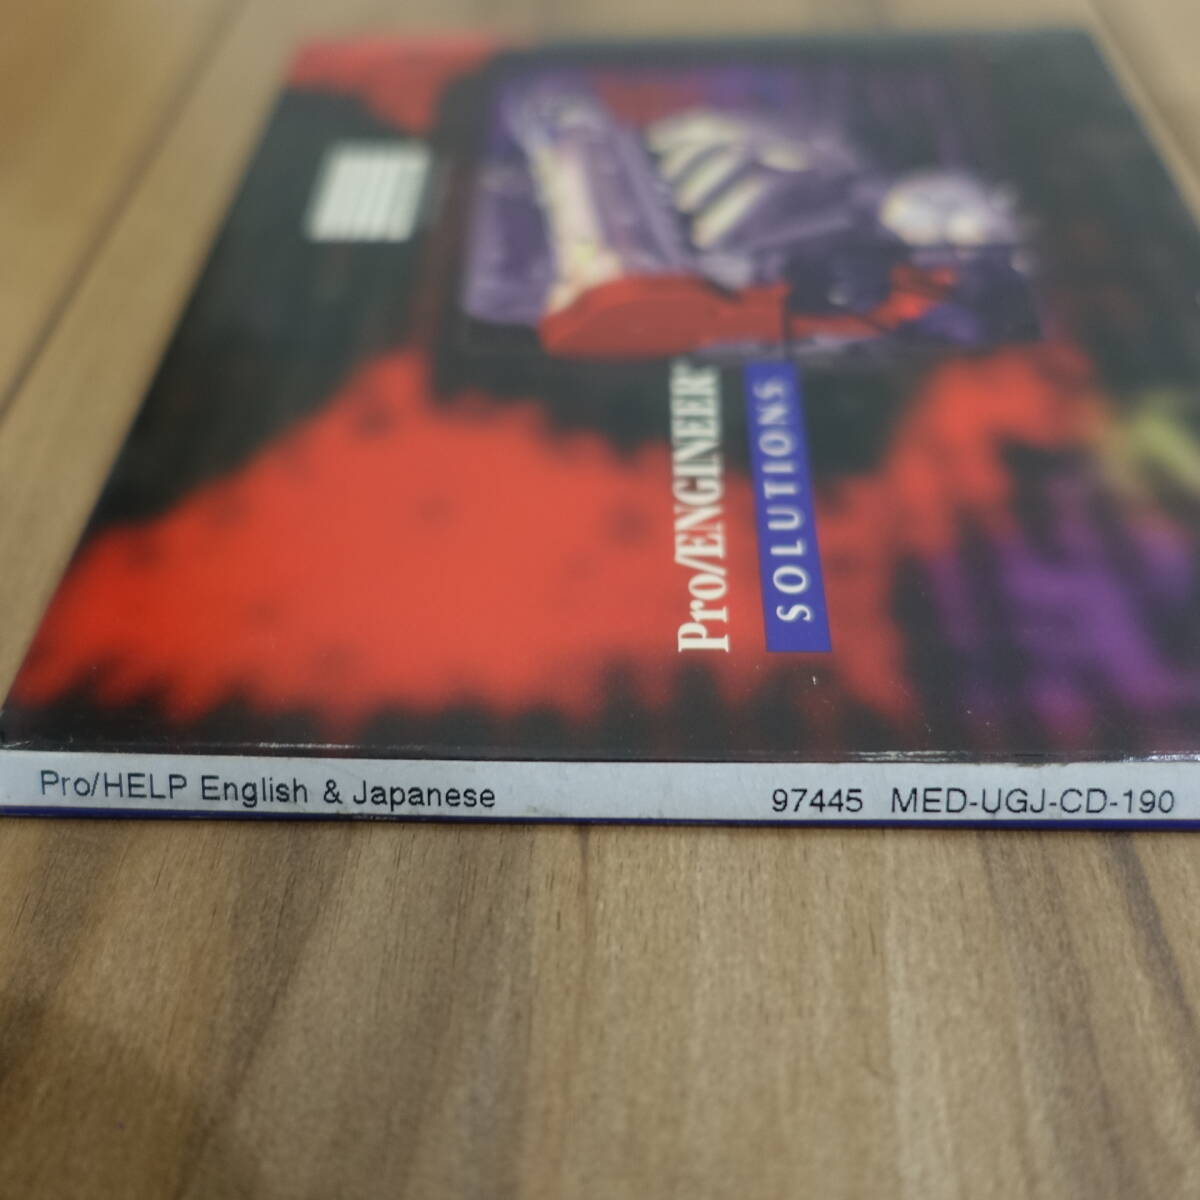 Pro/ENGINEER
SOLUTIONS
Pro/HELP English & Japanese 97445 MED-UGJ-CD-190